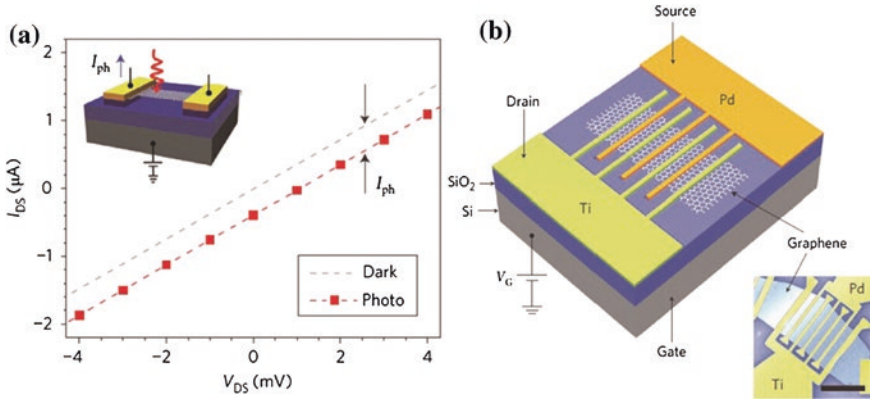 (a)
2
1
0
−1
−2
I_DS (μA)
I_ph
I_ph
Dark
Photo
−4
−2
0
2
4
V_DS (mV)
(b)
Source
Drain
Pd
SiO₂
Si
Ti
Graphene
V_G
Gate
Pd
Ti